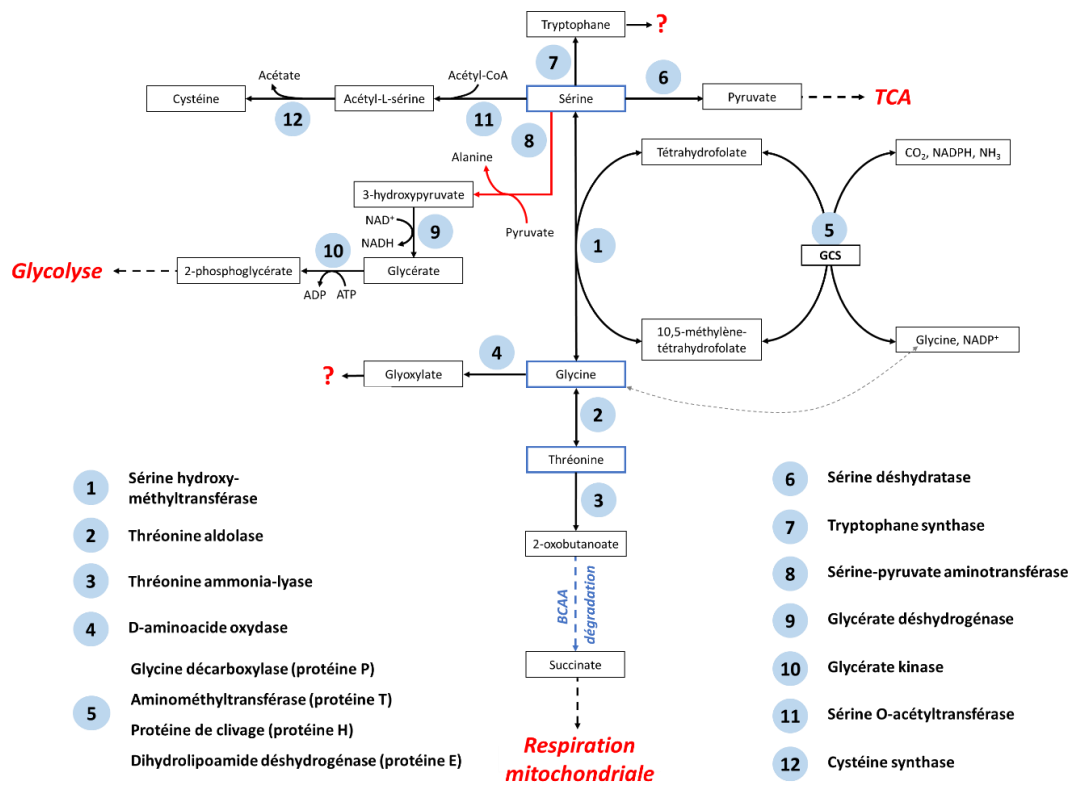 Tryptophane
?
7
6
Acétate
Acétyl-CoA
Cystéine
Acétyl-L-sérine
Sérine
Pyruvate
TCA
12
11
8
Alanine
Tétrahydrofolate
CO2, NADPH, NH3
3-hydroxypyruvate
NAD+
9
Pyruvate
5
NADH
10
1
GCS
Glycolyse
2-phosphoglycérate
Glycérate
ADP
ATP
10,5-méthylène-
tétrahydrofolate
Glycine, NADP+
4
?
Glyoxylate
Glycine
2
Thréonine
3
2-oxobutanoate
BCAA
dégradation
Succinate
Respiration
mitochondriale
1
Sérine hydroxy-
méthyltransférase
2
Thréonine aldolase
3
Thréonine ammonia-lyase
4
D-aminoacide oxydase
5
Glycine décarboxylase (protéine P)
Aminométhyltransférase (protéine T)
Protéine de clivage (protéine H)
Dihydrolipoamide déshydrogénase (protéine E)
6
Sérine déshydratase
7
Tryptophane synthase
8
Sérine-pyruvate aminotransférase
9
Glycérate déshydrogénase
10
Glycérate kinase
11
Sérine O-acétyltransférase
12
Cystéine synthase